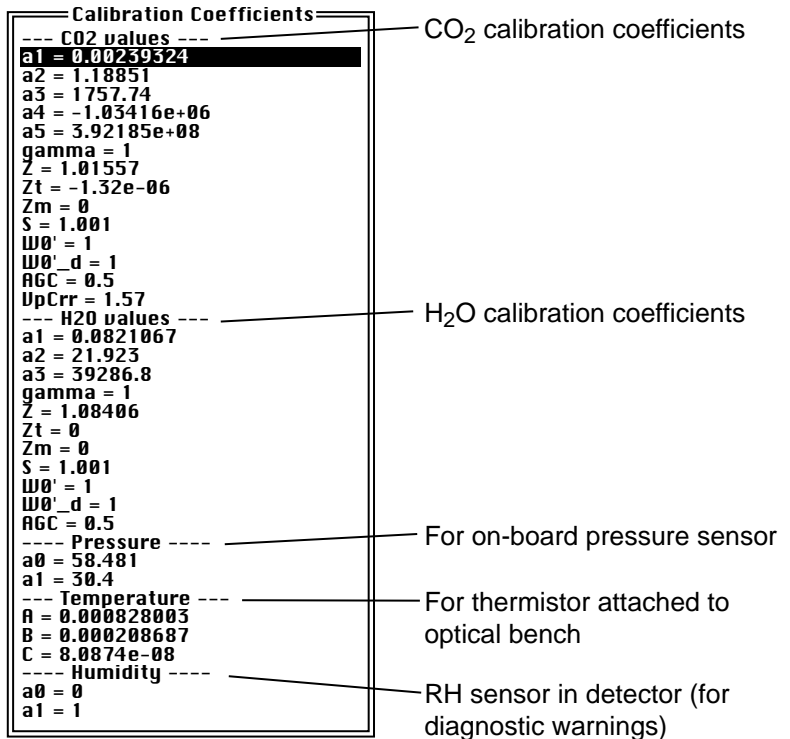 Calibration Coefficients
--- CO2 values ---
a1 = 0.00239324
a2 = 1.18851
a3 = 1757.74
a4 = -1.03416e+06
a5 = 3.92185e+08
gamma = 1
Z = 1.01557
Zt = -1.32e-06
Zm = 0
S = 1.001
W0' = 1
W0'_d = 1
AGC = 0.5
VpCrr = 1.57
--- H2O values ---
a1 = 0.0821067
a2 = 21.923
a3 = 39286.8
gamma = 1
Z = 1.08406
Zt = 0
Zm = 0
S = 1.001
W0' = 1
W0'_d = 1
AGC = 0.5
---- Pressure ----
a0 = 58.481
a1 = 30.4
--- Temperature ---
A = 0.000828003
B = 0.000208687
C = 8.0874e-08
---- Humidity ----
a0 = 0
a1 = 1
CO2 calibration coefficients
H2O calibration coefficients
For on-board pressure sensor
For thermistor attached to
optical bench
RH sensor in detector (for
diagnostic warnings)